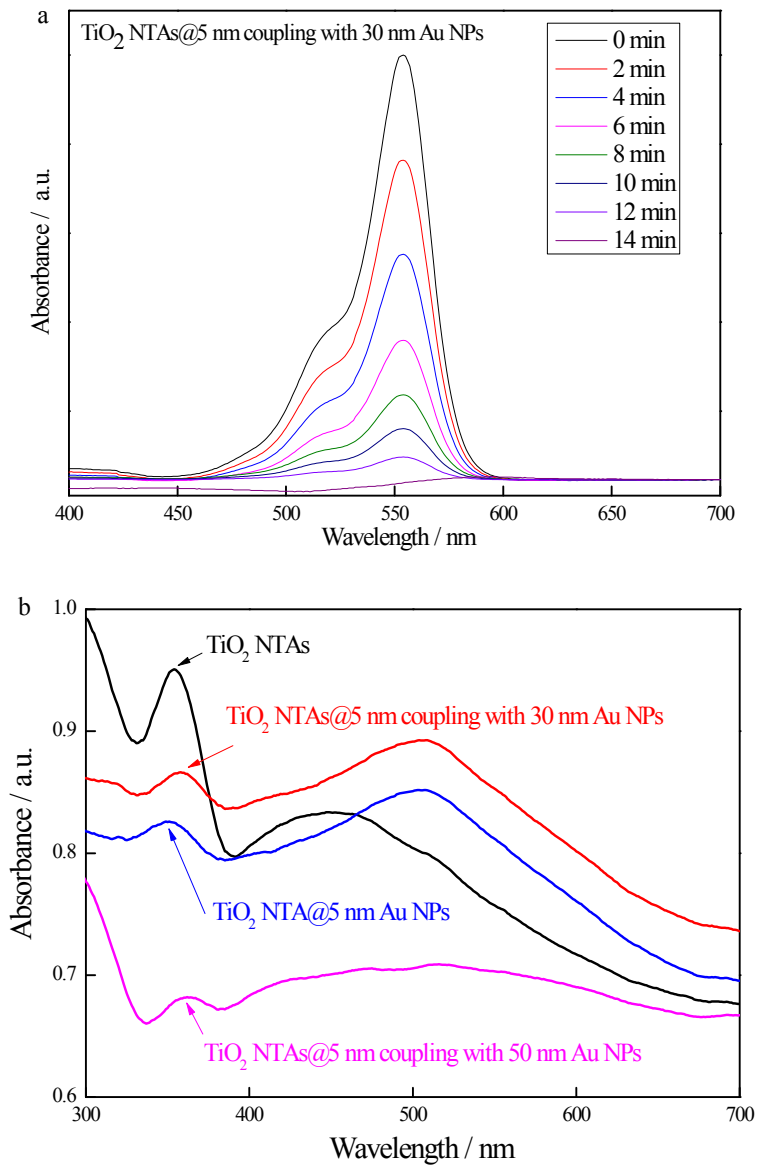 a
TiO₂ NTAs@5 nm coupling with 30 nm Au NPs
0 min
2 min
4 min
6 min
8 min
10 min
12 min
14 min
Absorbance / a.u.
400 450 500 550 600 650 700
Wavelength / nm
b
1.0
0.9
0.8
0.7
0.6
TiO₂ NTAs
TiO₂ NTAs@5 nm coupling with 30 nm Au NPs
TiO₂ NTA@5 nm Au NPs
TiO₂ NTAs@5 nm coupling with 50 nm Au NPs
Absorbance / a.u.
300 400 500 600 700
Wavelength / nm